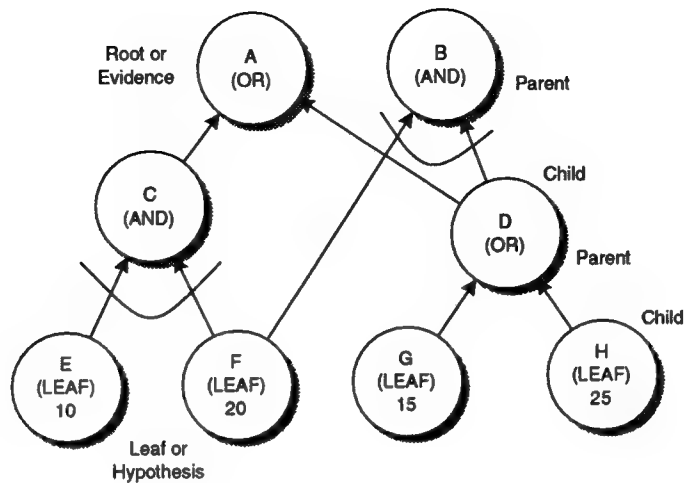 Root or
Evidence
A
(OR)
B
(AND)
Parent
C
(AND)
Child
D
(OR)
Parent
E
(LEAF)
10
F
(LEAF)
20
G
(LEAF)
15
H
(LEAF)
25
Child
Leaf or
Hypothesis